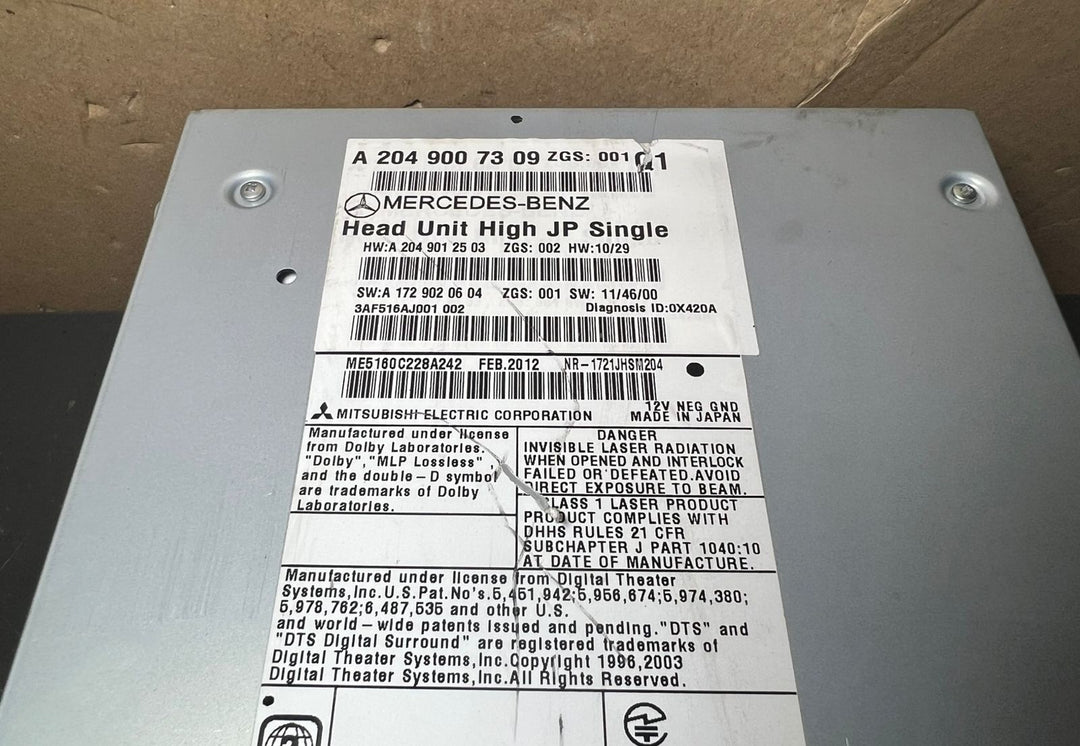 A 204 900 73 09 ZGS: 001 Q1
MERCEDES-BENZ
Head Unit High JP Single
HW:A 204 901 25 03 ZGS: 002 HW:10/29
SW:A 172 902 06 04 ZGS: 001 SW: 11/46/00
3AF516AJ001 002 Diagnosis ID:0X420A
ME5160C228A242 FEB.2012 NR-1721JHSM204
12V NEG GND
MITSUBISHI ELECTRIC CORPORATION MADE IN JAPAN
Manufactured under license
from Dolby Laboratories.
"Dolby","MLP Lossless"
and the double-D symbol
are trademarks of Dolby
Laboratories.
DANGER
INVISIBLE LASER RADIATION
WHEN OPENED AND INTERLOCK
FAILED OR DEFEATED.AVOID
DIRECT EXPOSURE TO BEAM.
CLASS 1 LASER PRODUCT
PRODUCT COMPLIES WITH
DHHS RULES 21 CFR
SUBCHAPTER J PART 1040:10
AT DATE OF MANUFACTURE.
Manufactured under license from Digital Theater
Systems,Inc.U.S.Pat.No's.5,451,942;5,956,674;5,974,380;
5,978,762;6,487,535 and other U.S.
and world-wide patents issued and pending."DTS" and
"DTS Digital Surround" are registered trademarks of
Digital Theater Systems,Inc.Copyright 1996,2003
Digital Theater Systems,Inc.All Rights Reserved.
2